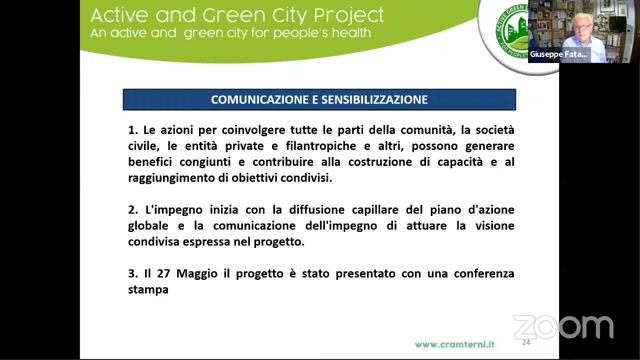 Active and Green City Project
An active and green city for people's health
Giuseppe Fata...
COMUNICAZIONE E SENSIBILIZZAZIONE
1. Le azioni per coinvolgere tutte le parti della comunità, la società
civile, le entità private e filantropiche e altri, possono generare
benefici congiunti e contribuire alla costruzione di capacità e al
raggiungimento di obiettivi condivisi.
2. L'impegno inizia con la diffusione capillare del piano d'azione
globale e la comunicazione dell'impegno di attuare la visione
condivisa espressa nel progetto.
3. Il 27 Maggio il progetto è stato presentato con una conferenza
stampa
www.cramterni.it
24
zoom